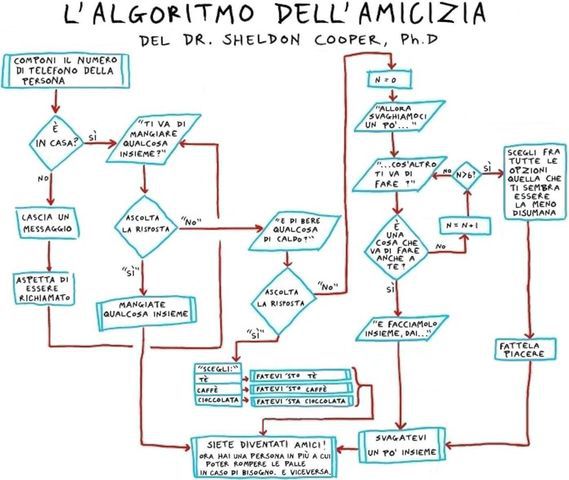 L'ALGORITMO DELL'AMICIZIA
DEL DR. SHELDON COOPER, Ph.D
COMPONI IL NUMERO
DI TELEFONO DELLA
PERSONA
È
IN CASA?
SÌ
NO
LASCIA UN
MESSAGGIO
ASPETTA DI
ESSERE
RICHIAMATO
"TI VA DI
MANGIARE
QUALCOSA
INSIEME?"
ASCOLTA
LA RISPOSTA
"NO"
"SÌ"
MANGIATE
QUALCOSA INSIEME
"E DI BERE
QUALCOSA
DI CALDO?"
ASCOLTA
LA RISPOSTA
"NO"
"SÌ"
"SCEGLI:"
TÈ
CAFFÈ
CIOCCOLATA
FATEVI 'STO TÈ
FATEVI 'STO CAFFÈ
FATEVI 'STA CIOCCOLATA
N = 0
"ALLORA
SVAGHIAMOCI
UN PO'..."
"...COS'ALTRO
TI VA DI
FARE?"
È
UNA
COSA CHE
VA DI FARE
ANCHE A
TE?
NO
SÌ
N = N + 1
N>6?
NO
SÌ
SCEGLI FRA
TUTTE LE
OPZIONI
QUELLA CHE
TI SEMBRA
ESSERE
LA MENO
DISUMANA
FATTELA
PIACERE
"E FACCIAMOLO
INSIEME, DAI..."
SVAGATEVI
UN PO' INSIEME
SIETE DIVENTATI AMICI!
ORA HAI UNA PERSONA IN PIÙ A CUI
POTER ROMPERE LE PALLE
IN CASO DI BISOGNO. E VICEVERSA.